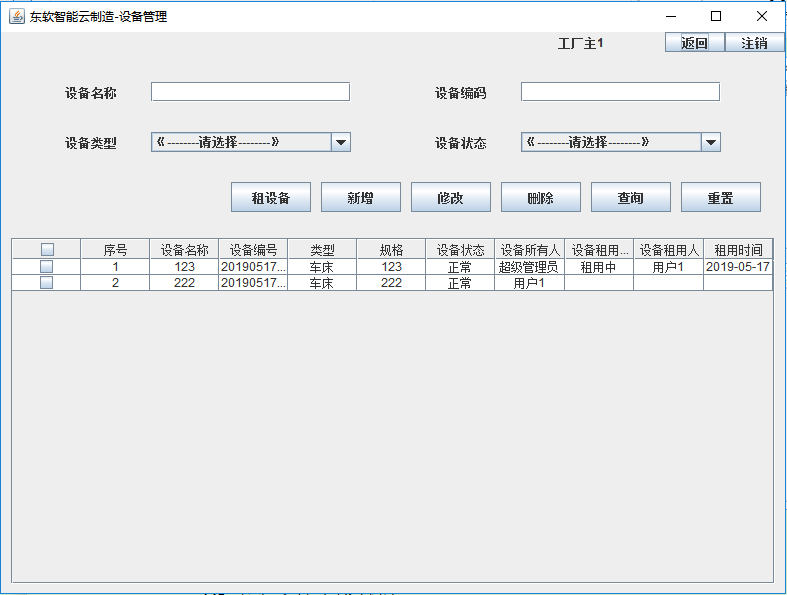 东软智能云制造-设备管理
工厂主1 返回 注销
设备名称 设备编码
设备类型 《--------请选择--------》 设备状态 《--------请选择--------》
租设备 新增 修改 删除 查询 重置
序号 设备名称 设备编号 类型 规格 设备状态 设备所有人 设备租用... 设备租用人 租用时间
1 123 20190517... 车床 123 正常 超级管理员 租用中 用户1 2019-05-17
2 222 20190517... 车床 222 正常 用户1